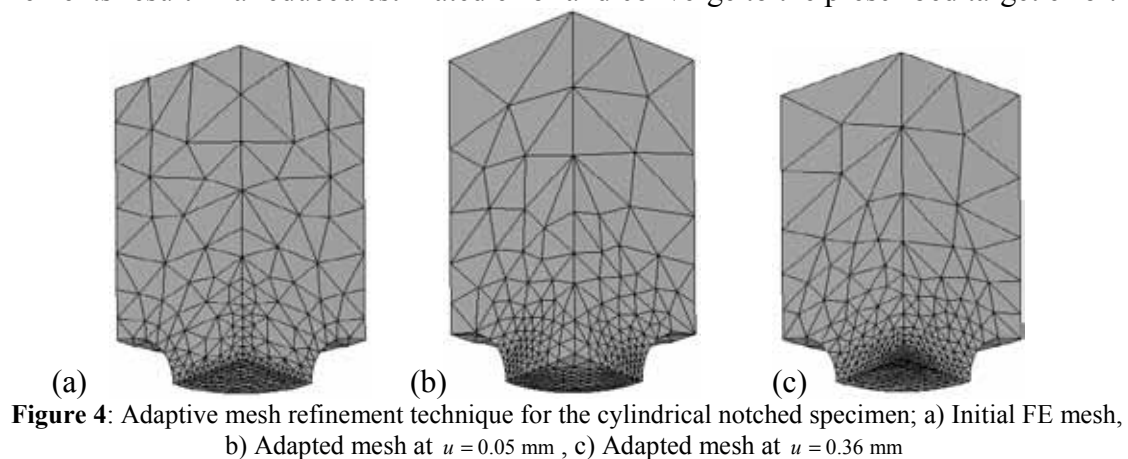 (a) (b) (c)
Figure 4: Adaptive mesh refinement technique for the cylindrical notched specimen; a) Initial FE mesh,
b) Adapted mesh at u = 0.05 mm , c) Adapted mesh at u = 0.36 mm